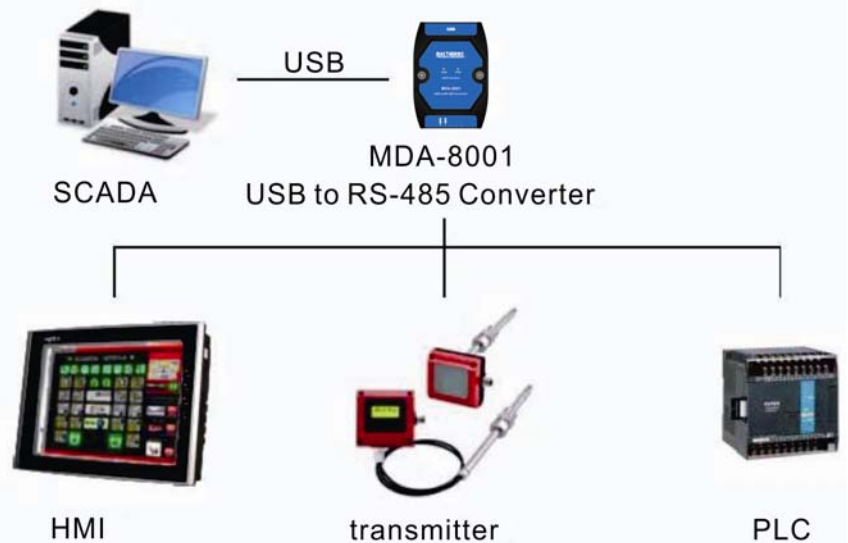 USB
MDA-8001
SCADA
USB to RS-485 Converter
HMI
transmitter
PLC